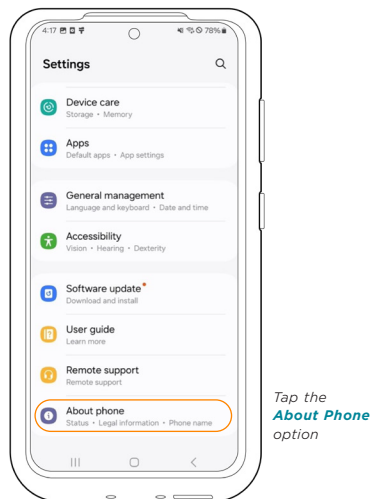 4:17 78%
Settings
Device care
Storage • Memory
Apps
Default apps • App settings
General management
Language and keyboard • Date and time
Accessibility
Vision • Hearing • Dexterity
Software update
Download and install
User guide
Learn more
Remote support
Remote support
About phone
Status • Legal information • Phone name
Tap the
About Phone
option